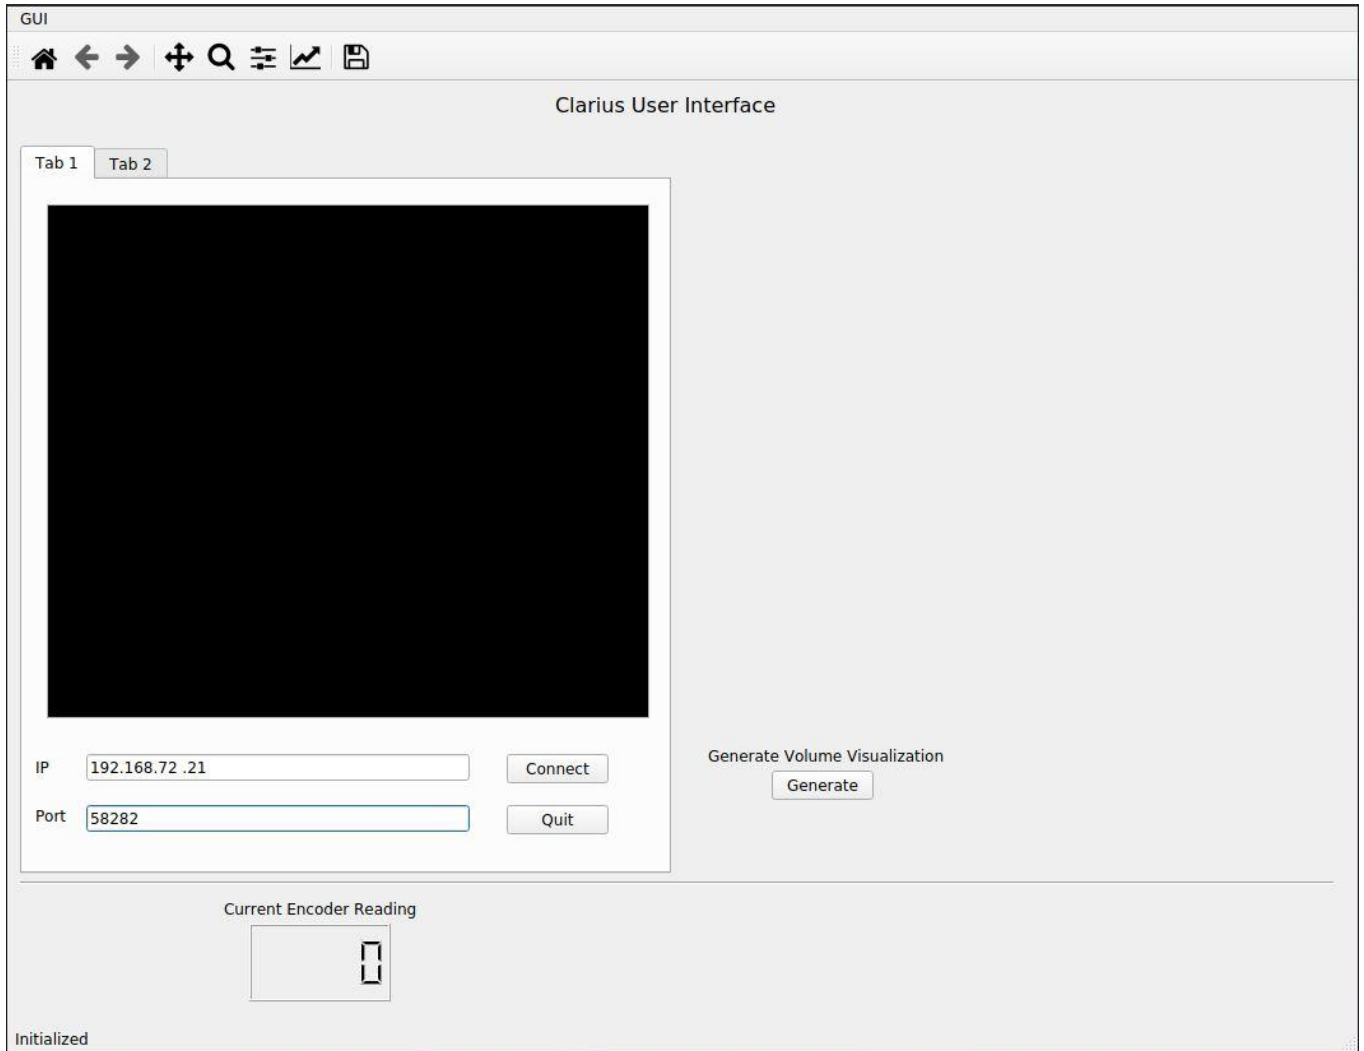 GUI
Clarius User Interface
Tab 1
Tab 2
IP
192.168.72 .21
Connect
Port
58282
Quit
Generate Volume Visualization
Generate
Current Encoder Reading
0
Initialized